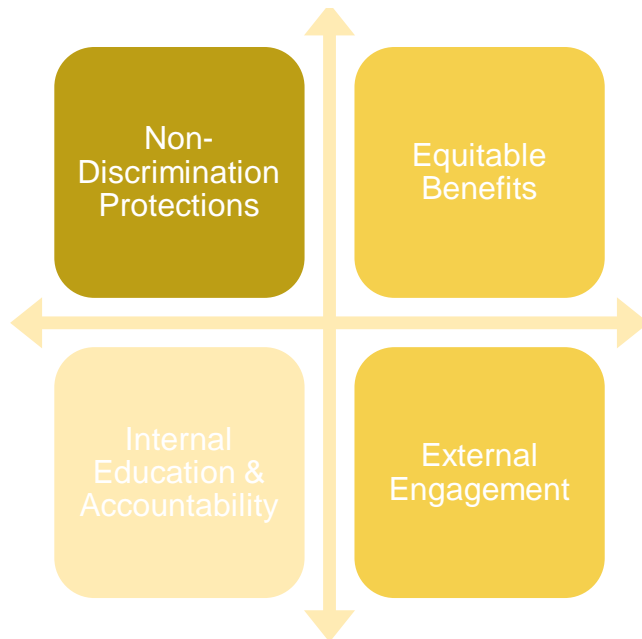 Non-
Discrimination
Protections
Equitable
Benefits
Internal
Education &
Accountability
External
Engagement